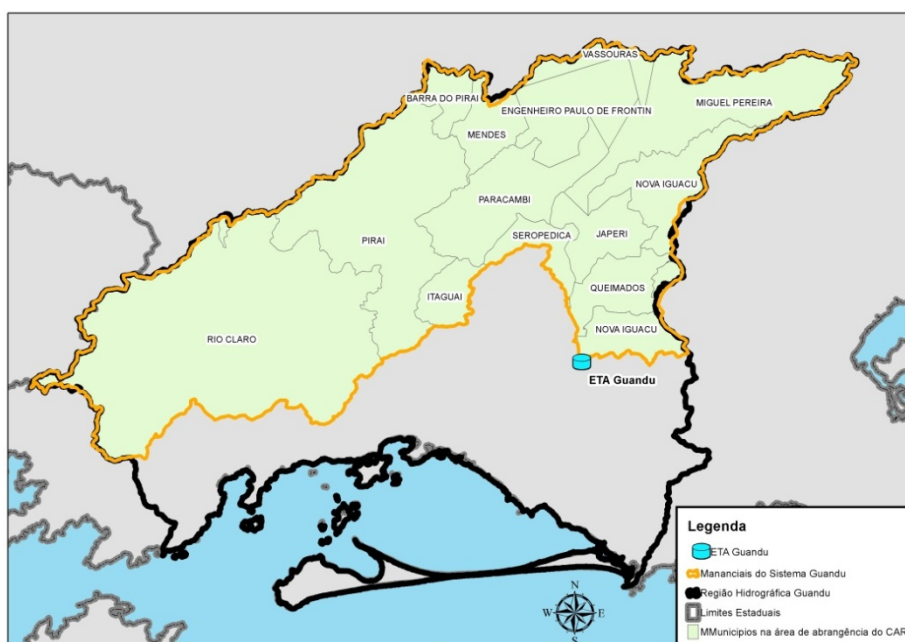 VASSOURAS
BARRA DO PIRAI
ENGENHEIRO PAULO DE FRONTIN
MIGUEL PEREIRA
MENDES
NOVA IGUACU
PARACAMBI
SEROPEDICA
JAPERI
PIRAI
QUEIMADOS
ITAGUAI
NOVA IGUACU
RIO CLARO
ETA Guandu
N
W
E
S
Legenda
ETA Guandu
Mananciais do Sistema Guandu
Região Hidrográfica Guandu
Limites Estaduais
MMunicipios na área de abrangência do CAR